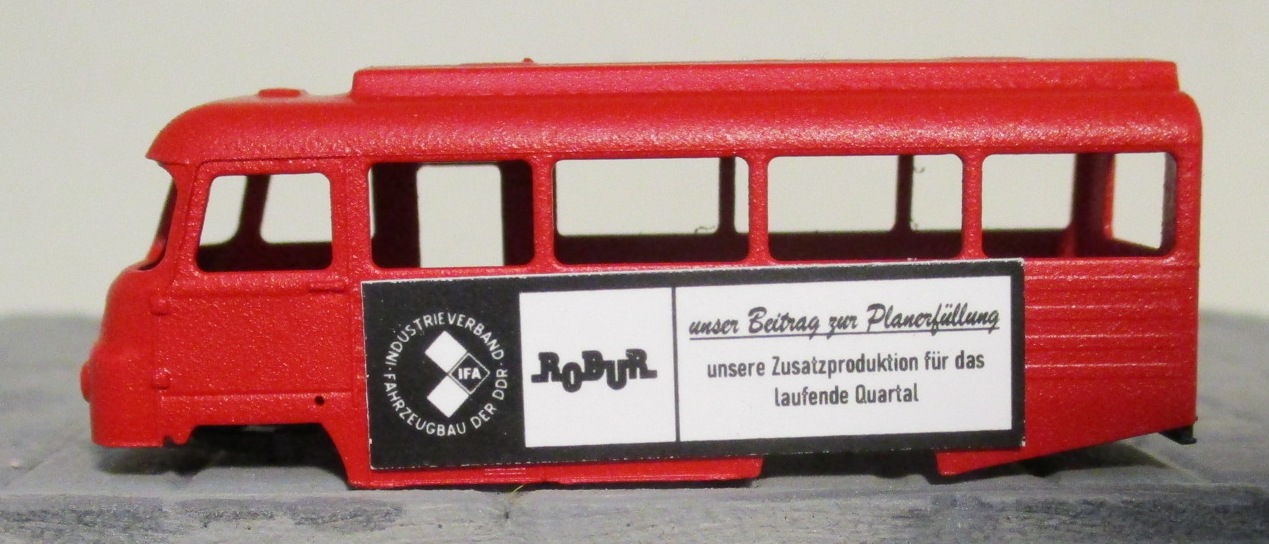 ·INDUSTRIEVERBAND·FAHRZEUGBAU DER DDR
IFA
ROBUR
unser Beitrag zur Planerfüllung
unsere Zusatzproduktion für das
laufende Quartal